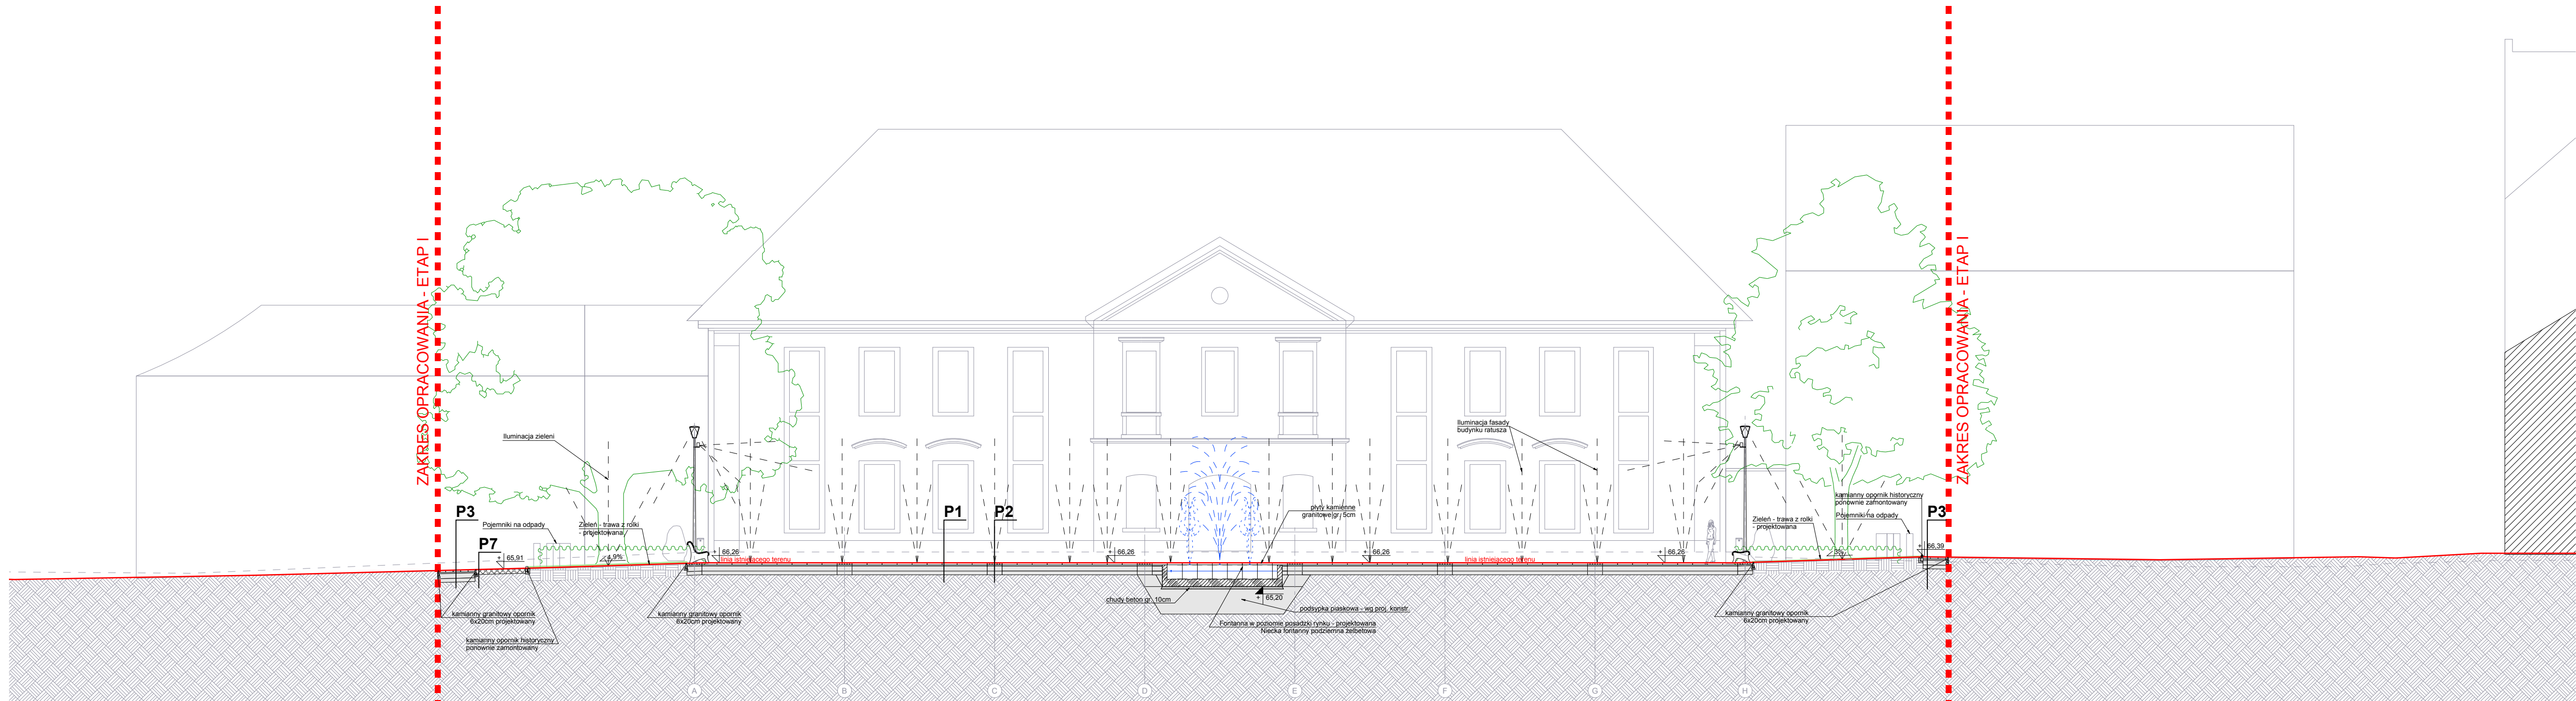 ZAKRES OPRACOWANIA - ETAP I
ZAKRES OPRACOWANIA - ETAP I
Iluminacja zieleni
Iluminacja fasady
budynku ratusza
P3
Pojemniki na odpady
Zieleń - trawa z rolki
- projektowana
P7
+ 65,91
4,9%
P1
P2
płyty kamienne
granitowe gr. 5cm
kamianny opornik historyczny
ponownie zamontowany
Pojemniki na odpady
P3
Zieleń - trawa z rolki
- projektowana
+ 66,39
+ 66,26
linia istniejącego terenu
+ 66,26
+ 66,26
linia istniejącego terenu
+ 66,26
kamianny granitowy opornik
6x20cm projektowany
kamianny opornik historyczny
ponownie zamontowany
kamianny granitowy opornik
6x20cm projektowany
chudy beton gr. 10cm
+ 65,20
podsypka piaskowa - wg proj. konstr.
Fontanna w poziomie posadzki rynku - projektowana
Niecka fontanny podziemna żelbetowa
kamianny granitowy opornik
6x20cm projektowany
A
B
C
D
E
F
G
H